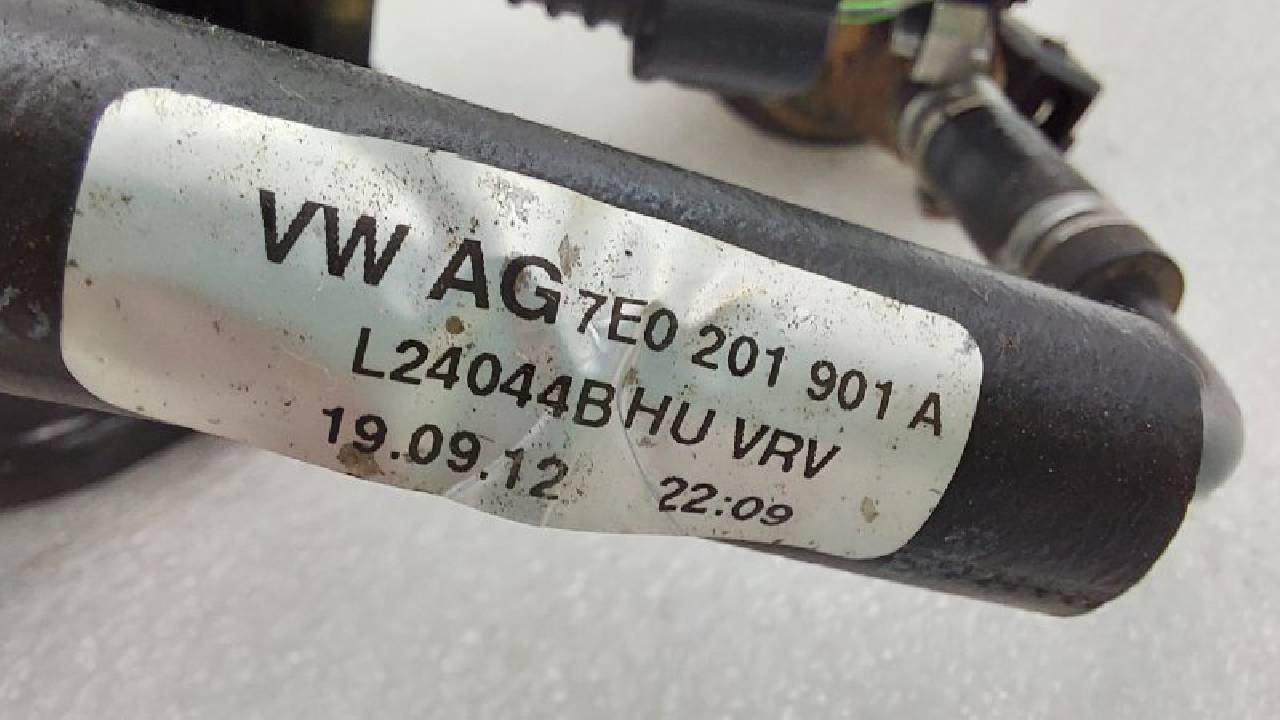 VW AG 7E0 201 901 A
L24044B HU VRV
19.09.12 22:09